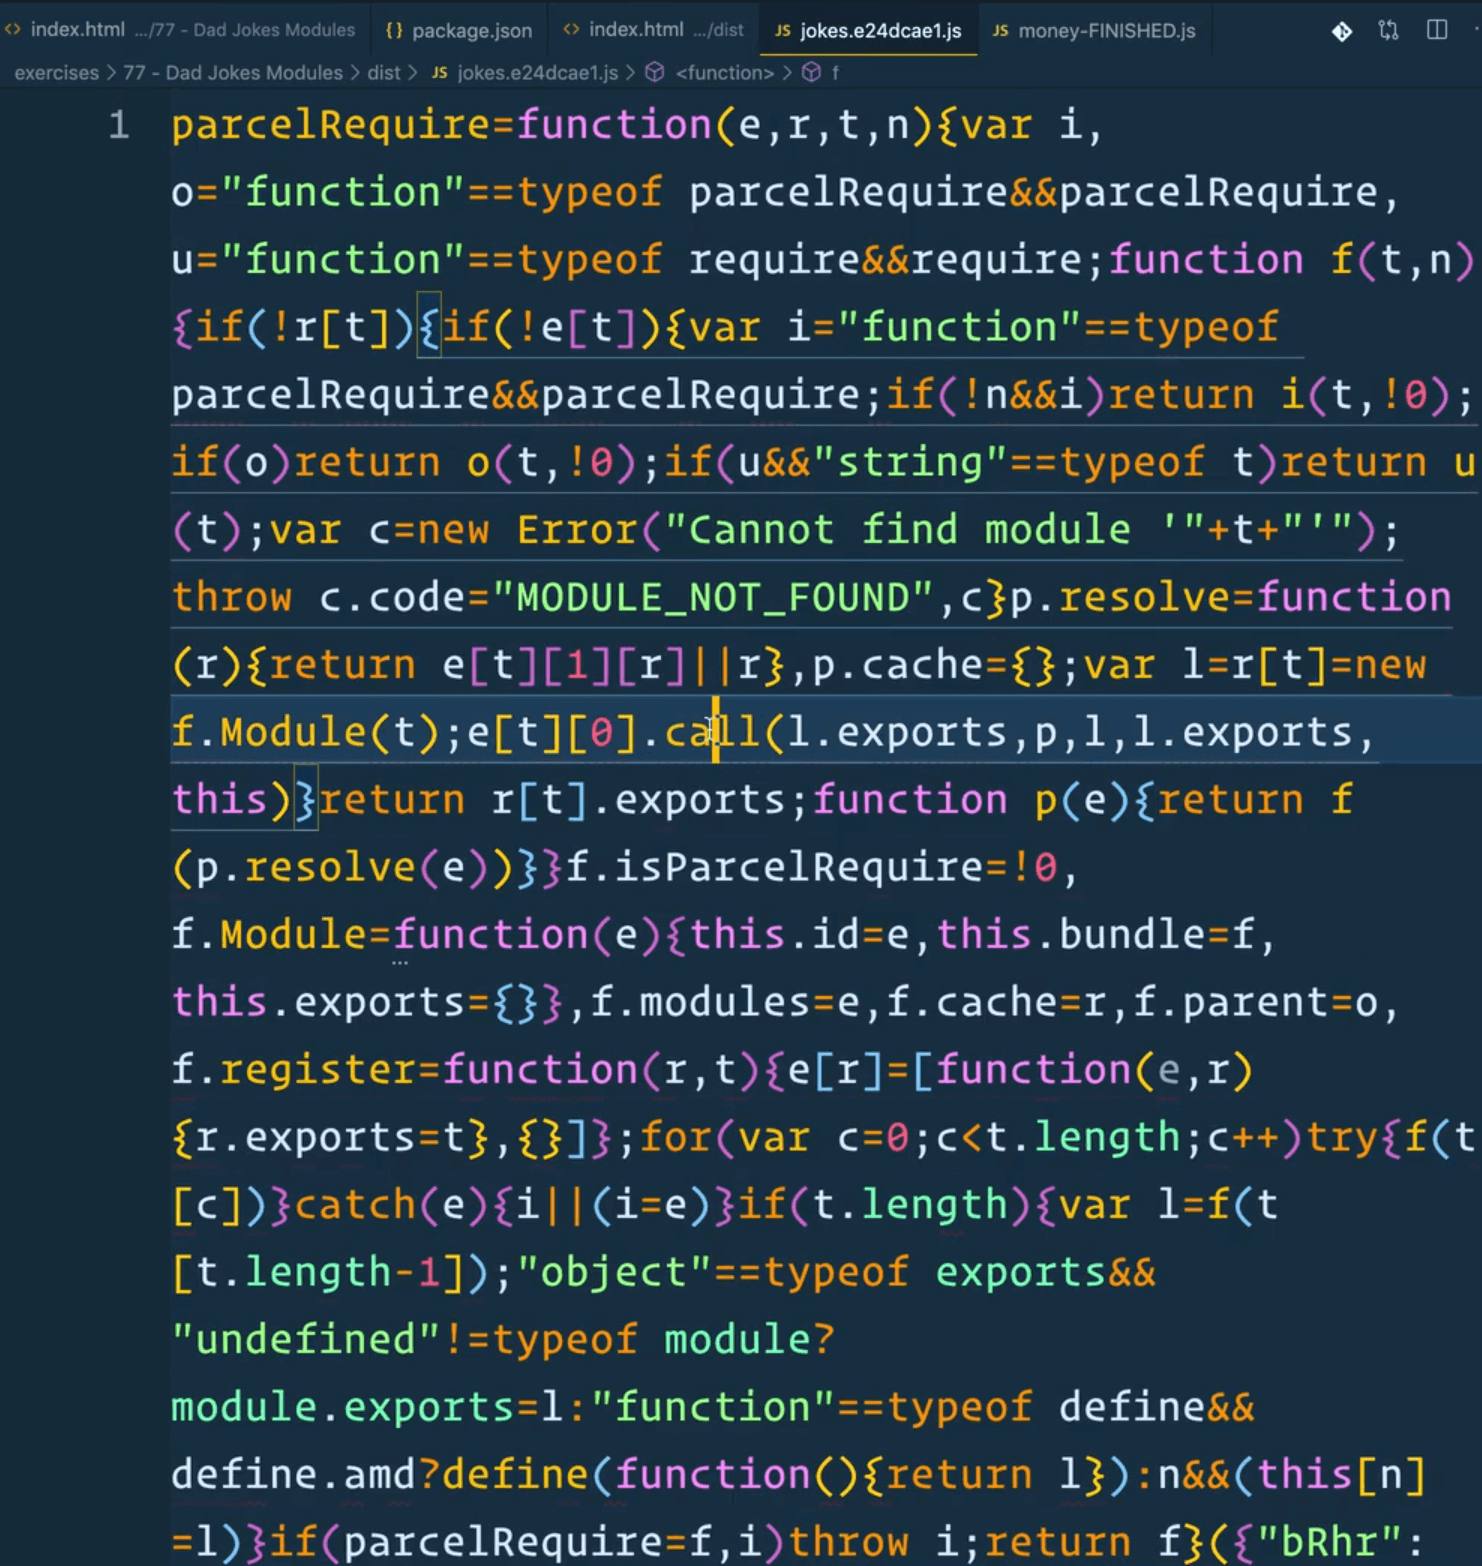 index.html .../77 - Dad Jokes Modules {} package.json index.html .../dist JS jokes.e24dcae1.js JS money-FINISHED.js
exercises > 77 - Dad Jokes Modules > dist > JS jokes.e24dcae1.js > <function> > f
1 parcelRequire=function(e,r,t,n){var i,
o="function"==typeof parcelRequire&&parcelRequire,
u="function"==typeof require&&require;function f(t,n)
{if(!r[t]){if(!e[t]){var i="function"==typeof
parcelRequire&&parcelRequire;if(!n&&i)return i(t,!0);
if(o)return o(t,!0);if(u&&"string"==typeof t)return u
(t);var c=new Error("Cannot find module '"+t+"'");
throw c.code="MODULE_NOT_FOUND",c}p.resolve=function
(r){return e[t][1][r]||r},p.cache={};var l=r[t]=new
f.Module(t);e[t][0].call(l.exports,p,l,l.exports,
this)}return r[t].exports;function p(e){return f
(p.resolve(e))}}f.isParcelRequire=!0,
f.Module=function(e){this.id=e,this.bundle=f,
this.exports={}},f.modules=e,f.cache=r,f.parent=o,
f.register=function(r,t){e[r]=[function(e,r)
{r.exports=t},{}]};for(var c=0;c<t.length;c++)try{f(t
[c])}catch(e){i||(i=e)}if(t.length){var l=f(t
[t.length-1]);"object"==typeof exports&&
"undefined"!=typeof module?
module.exports=l:"function"==typeof define&&
define.amd?define(function(){return l}):n&&(this[n]
=l)}if(parcelRequire=f,i)throw i;return f}({"bRhr":